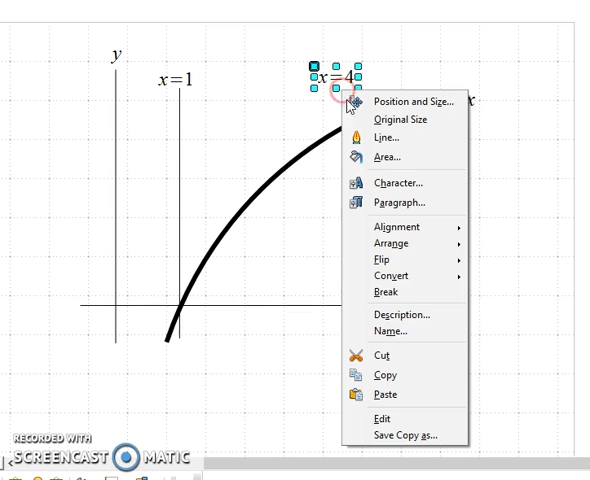 y
x=1
x=4
x
Position and Size...
Original Size
Line...
Area...
Character...
Paragraph...
Alignment
Arrange
Flip
Convert
Break
Description...
Name...
Cut
Copy
Paste
Edit
Save Copy as...
RECORDED WITH
SCREENCAST MATIC